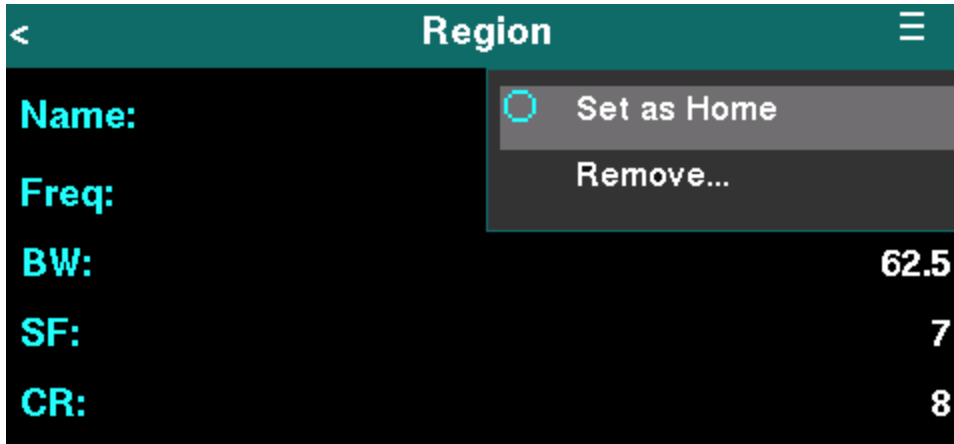 < Region ☰
Name:
Set as Home
Freq:
Remove...
BW: 62.5
SF: 7
CR: 8